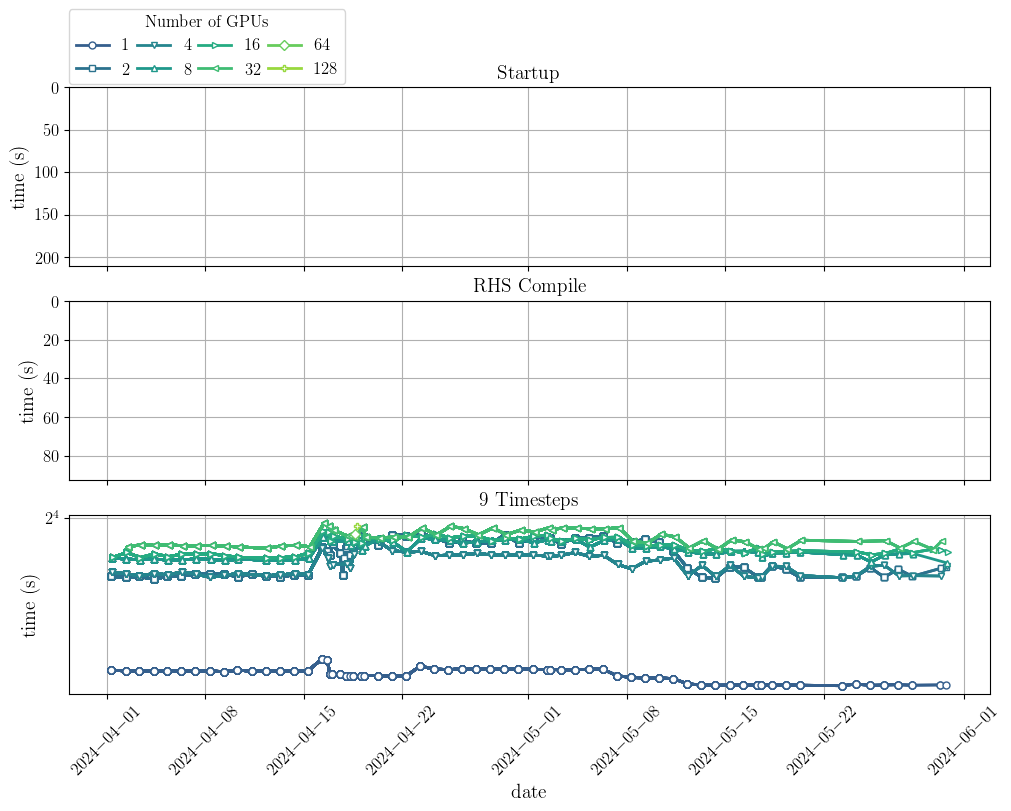 Number of GPUs
1 4 16 64
2 8 32 128
Startup
0
50
100
150
200
time (s)
RHS Compile
0
20
40
60
80
time (s)
9 Timesteps
2⁴
time (s)
2024−04−01 2024−04−08 2024−04−15 2024−04−22 2024−05−01 2024−05−08 2024−05−15 2024−05−22 2024−06−01
date